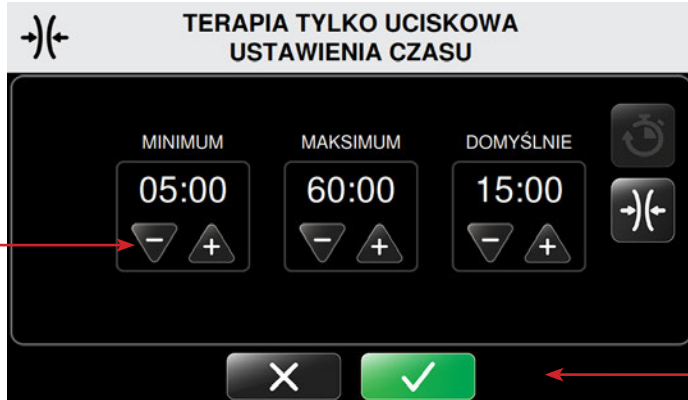 TERAPIA TYLKO UCISKOWA
USTAWIENIA CZASU
MINIMUM MAKSIMUM DOMYŚLNIE
05:00 60:00 15:00